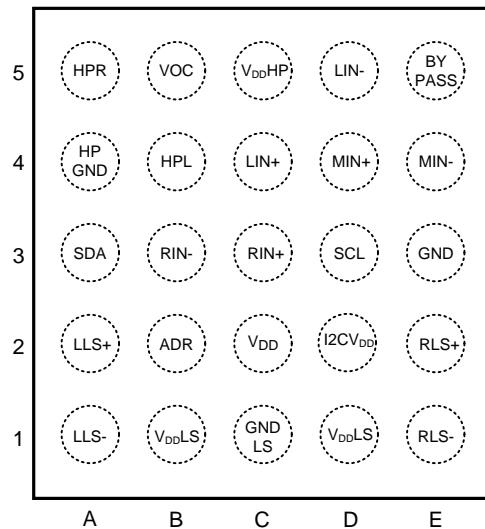 5 HPR VOC VDDHP LIN- BY PASS
4 HP GND HPL LIN+ MIN+ MIN-
3 SDA RIN- RIN+ SCL GND
2 LLS+ ADR VDD I2CVDD RLS+
1 LLS- VDDLS GND LS VDDLS RLS-
A B C D E